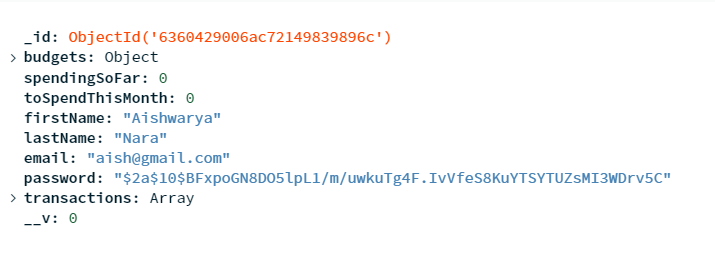 _id: ObjectId('6360429006ac72149839896c')
budgets: Object
spendingSoFar: 0
toSpendThisMonth: 0
firstName: "Aishwarya"
lastName: "Nara"
email: "aish@gmail.com"
password: "$2a$10$BFxpoGN8DO5lpL1/m/uwkuTg4F.IvVfeS8KuYTSYTUZsMI3WDrv5C"
transactions: Array
__v: 0